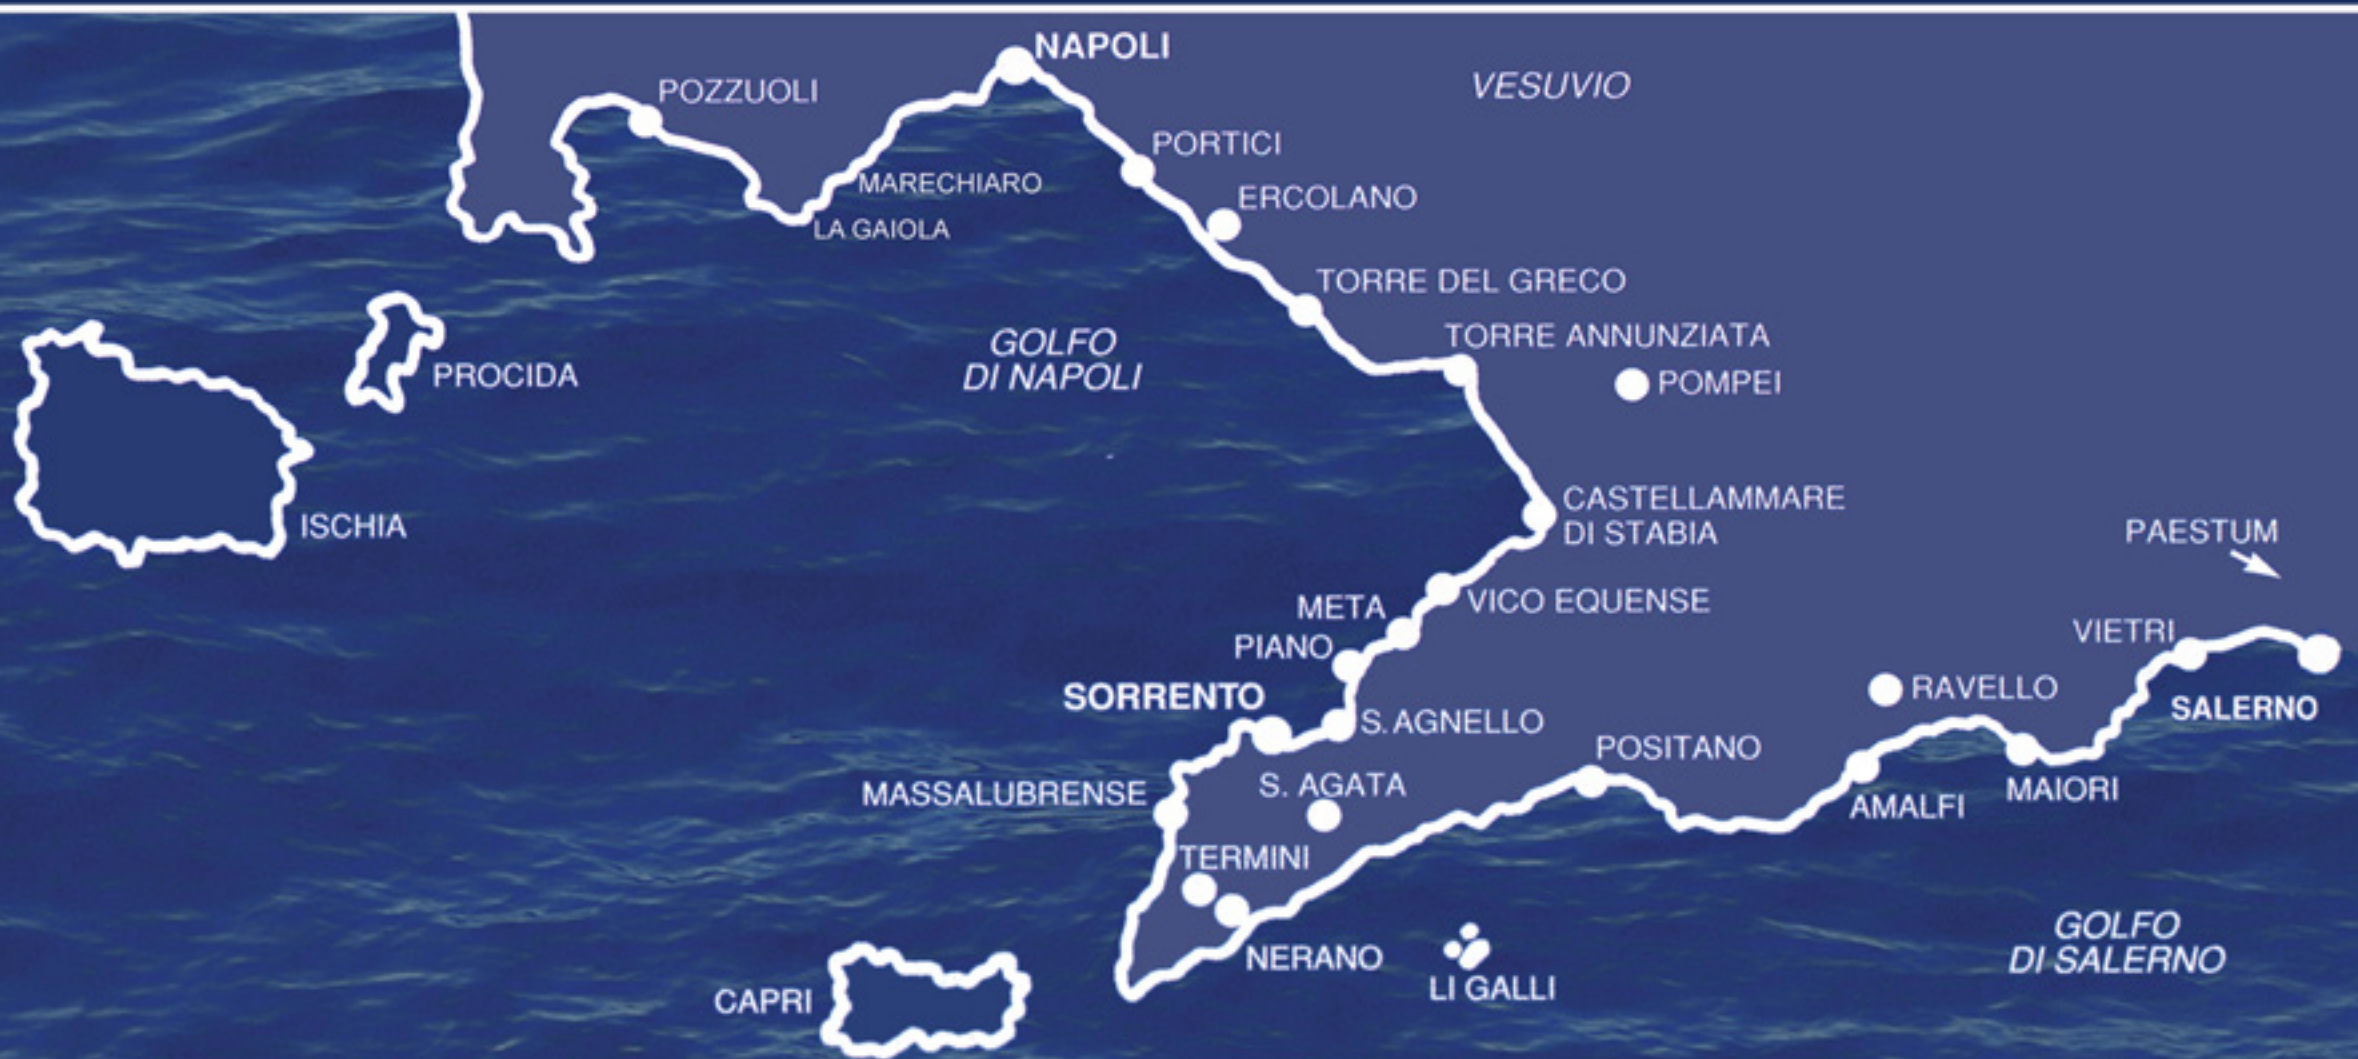 NAPOLI
VESUVIO
POZZUOLI
PORTICI
MARECHIARO
ERCOLANO
LA GAIOLA
TORRE DEL GRECO
TORRE ANNUNZIATA
GOLFO
DI NAPOLI
PROCIDA
POMPEI
ISCHIA
CASTELLAMMARE
DI STABIA
PAESTUM
META
VICO EQUENSE
PIANO
VIETRI
SORRENTO
RAVELLO
SALERNO
S. AGNELLO
POSITANO
MASSALUBRENSE
S. AGATA
AMALFI
MAIORI
TERMINI
GOLFO
DI SALERNO
NERANO
LI GALLI
CAPRI